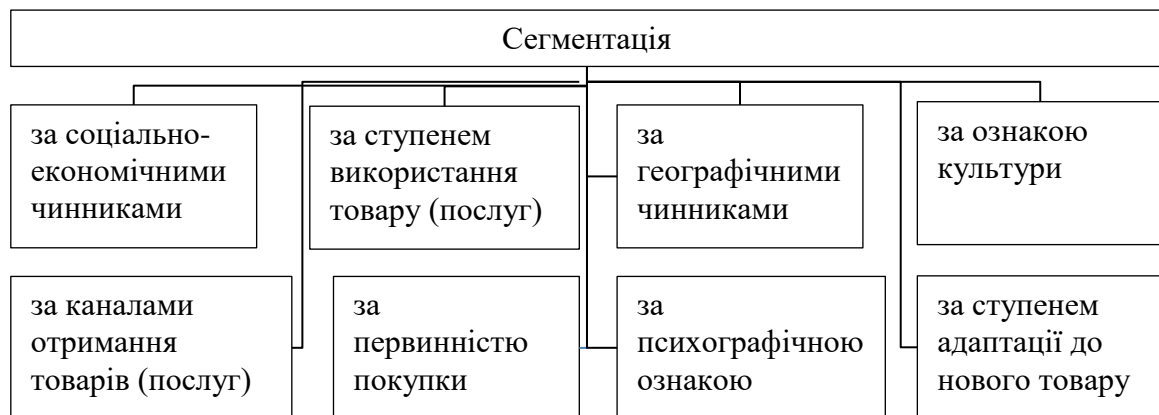 Сегментація
за соціально-
економічними
чинниками
за ступенем
використання
товару (послуг)
за
географічними
чинниками
за ознакою
культури
за каналами
отримання
товарів (послуг)
за
первинністю
покупки
за
психографічною
ознакою
за ступенем
адаптації до
нового товару